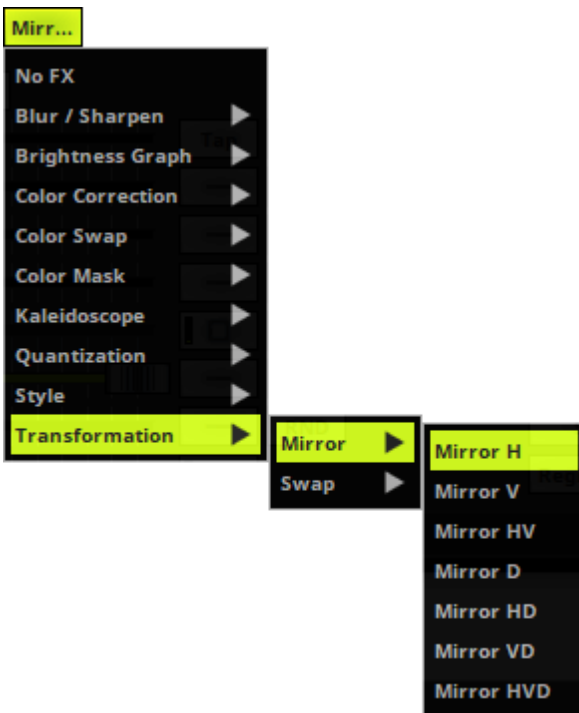 Mirr...
No FX
Blur / Sharpen
Brightness Graph
Color Correction
Color Swap
Color Mask
Kaleidoscope
Quantization
Style
Transformation
Mirror
Swap
Mirror H
Mirror V
Mirror HV
Mirror D
Mirror HD
Mirror VD
Mirror HVD